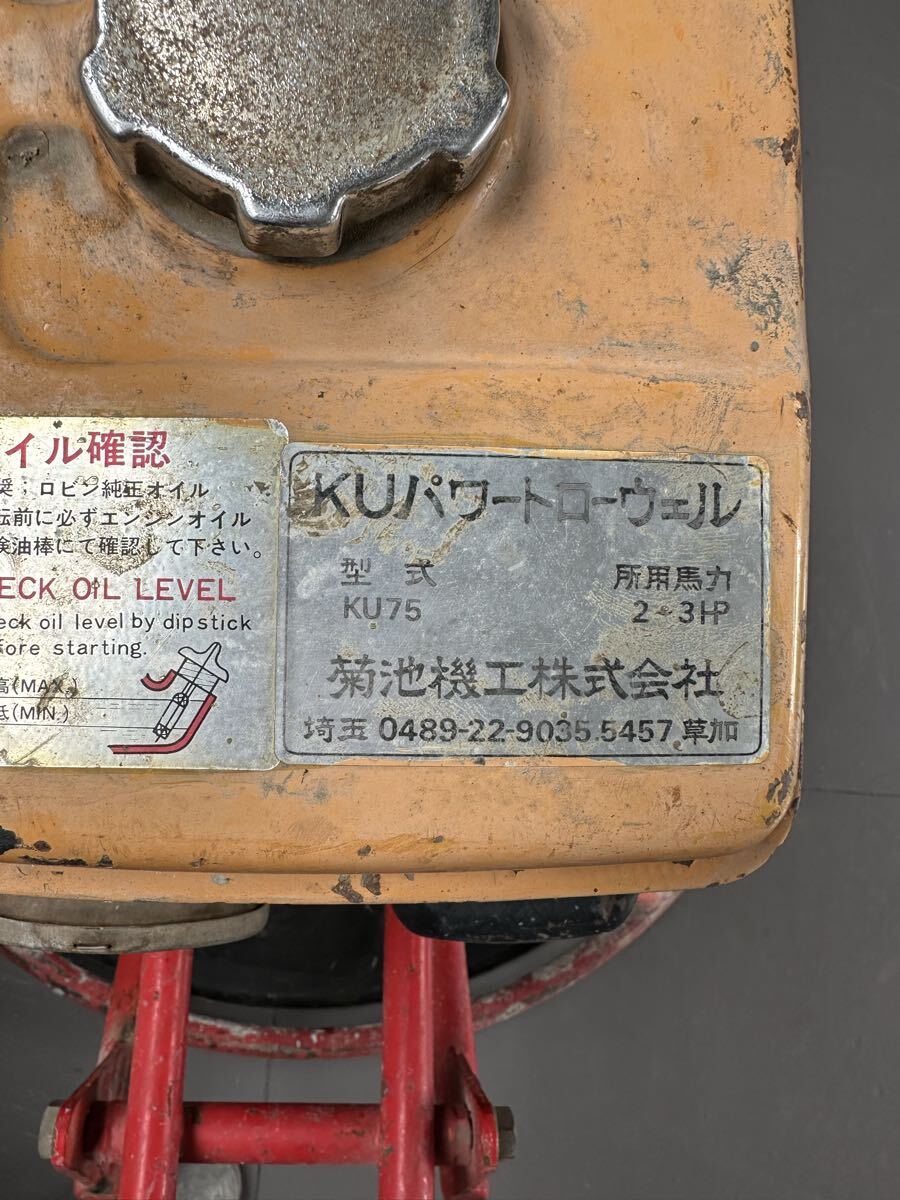 イル確認
奨；ロビン純正オイル
転前に必ずエンジンオイル
検油棒にて確認して下さい。
ECK OIL LEVEL
eck oil level by dipstick
fore starting.
高(MAX.)
低(MIN.)
KUパワートローウェル
型式 所用馬力
KU75 2~3HP
菊池機工株式会社
埼玉 0489-22-9035.5457 草加